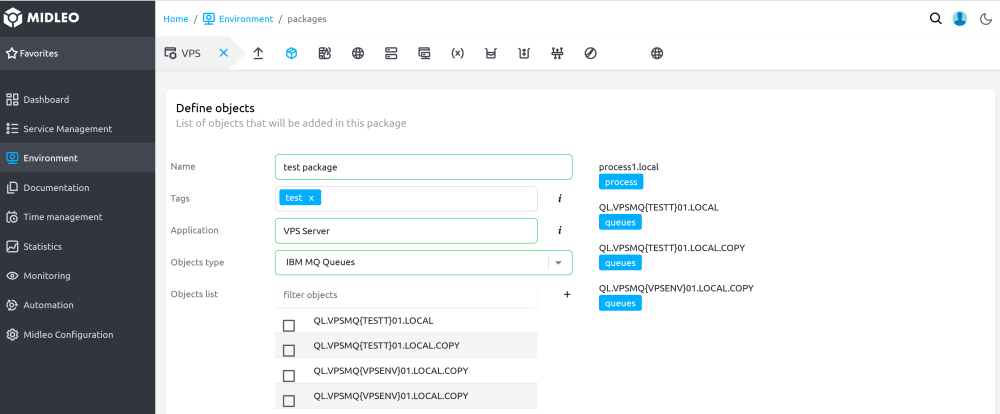 MIDLEO
Home / Environment / packages
Favorites
VPS
Dashboard
Service Management
Environment
Documentation
Time management
Statistics
Monitoring
Automation
Midleo Configuration
Define objects
List of objects that will be added in this package
Name
test package
Tags
test x
i
Application
VPS Server
i
Objects type
IBM MQ Queues
Objects list
filter objects
+
QL.VPSMQ{TESTT}01.LOCAL
QL.VPSMQ{TESTT}01.LOCAL.COPY
QL.VPSMQ{VPSENV}01.LOCAL.COPY
QL.VPSMQ{VPSENV}01.LOCAL.COPY
process1.local
process
QL.VPSMQ{TESTT}01.LOCAL
queues
QL.VPSMQ{TESTT}01.LOCAL.COPY
queues
QL.VPSMQ{VPSENV}01.LOCAL.COPY
queues